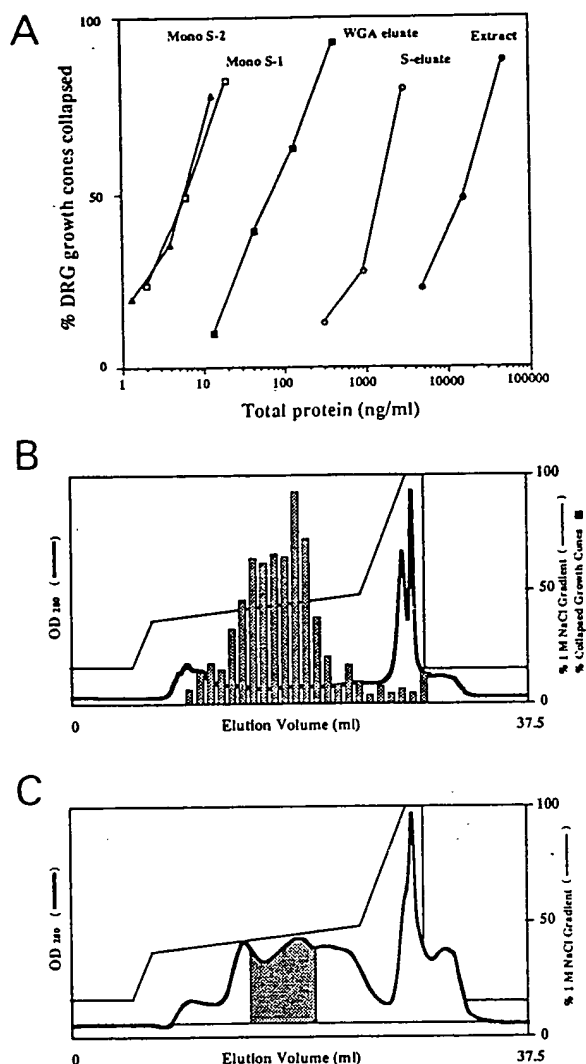 A
100
50
0
% DRG growth cones collapsed
Mono S-2
Mono S-1
WGA eluate
S-eluate
Extract
1
10
100
1000
10000
100000
Total protein (ng/ml)
B
OD 280 (———)
100
50
0
% 1 M NaCl Gradient (———)
% Collapsed Growth Cones ■
0
Elution Volume (ml)
37.5
C
OD 280 (———)
100
50
0
% 1 M NaCl Gradient (———)
0
Elution Volume (ml)
37.5